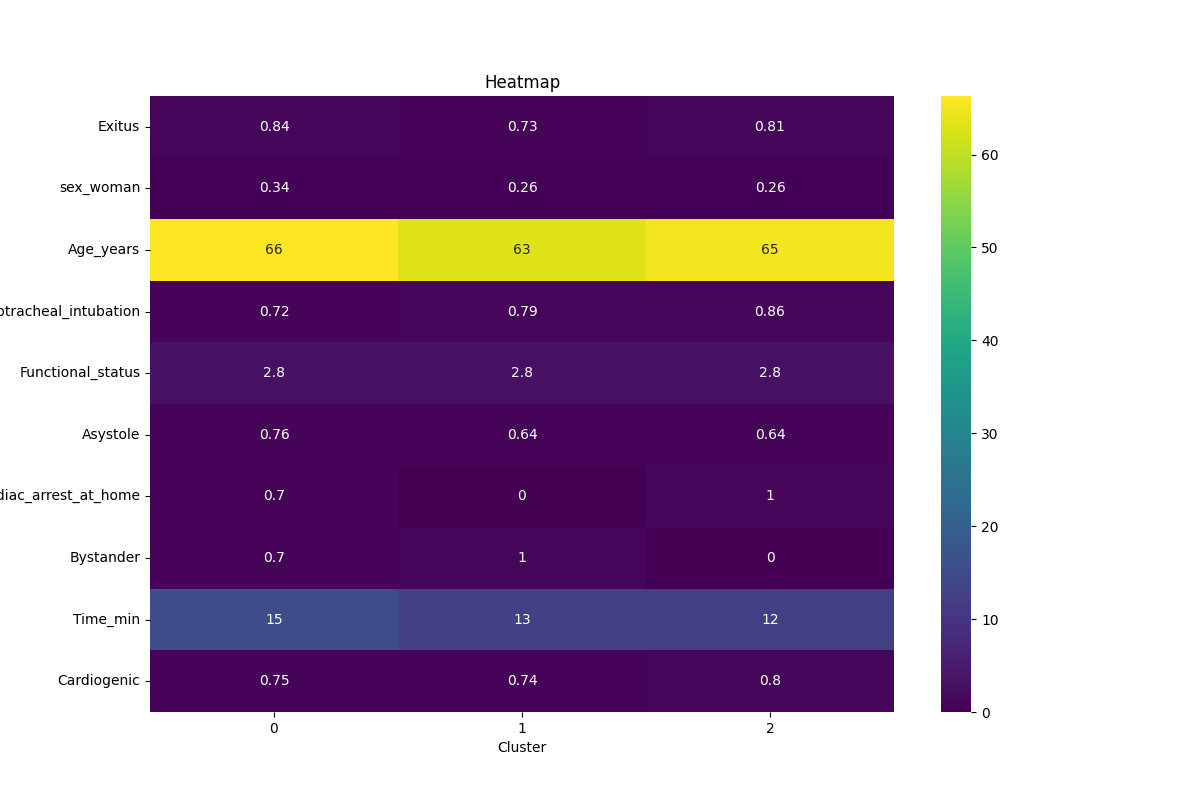 Heatmap
Exitus 0.84 0.73 0.81
sex_woman 0.34 0.26 0.26
Age_years 66 63 65
otracheal_intubation 0.72 0.79 0.86
Functional_status 2.8 2.8 2.8
Asystole 0.76 0.64 0.64
diac_arrest_at_home 0.7 0 1
Bystander 0.7 1 0
Time_min 15 13 12
Cardiogenic 0.75 0.74 0.8
0 1 2
Cluster
60
50
40
30
20
10
0